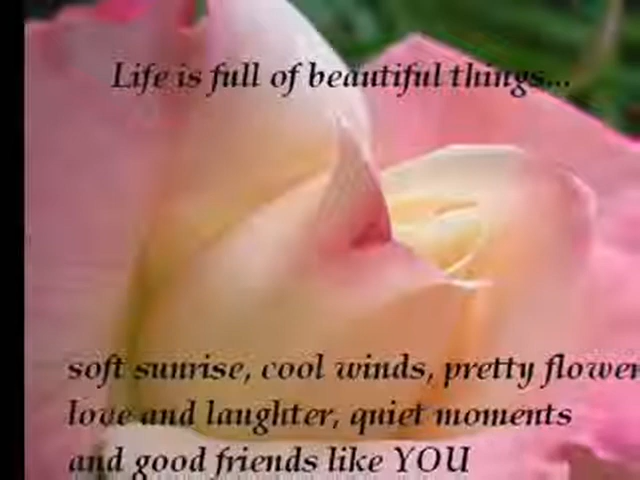 Life is full of beautiful things...
soft sunrise, cool winds, pretty flower
love and laughter, quiet moments
and good friends like YOU